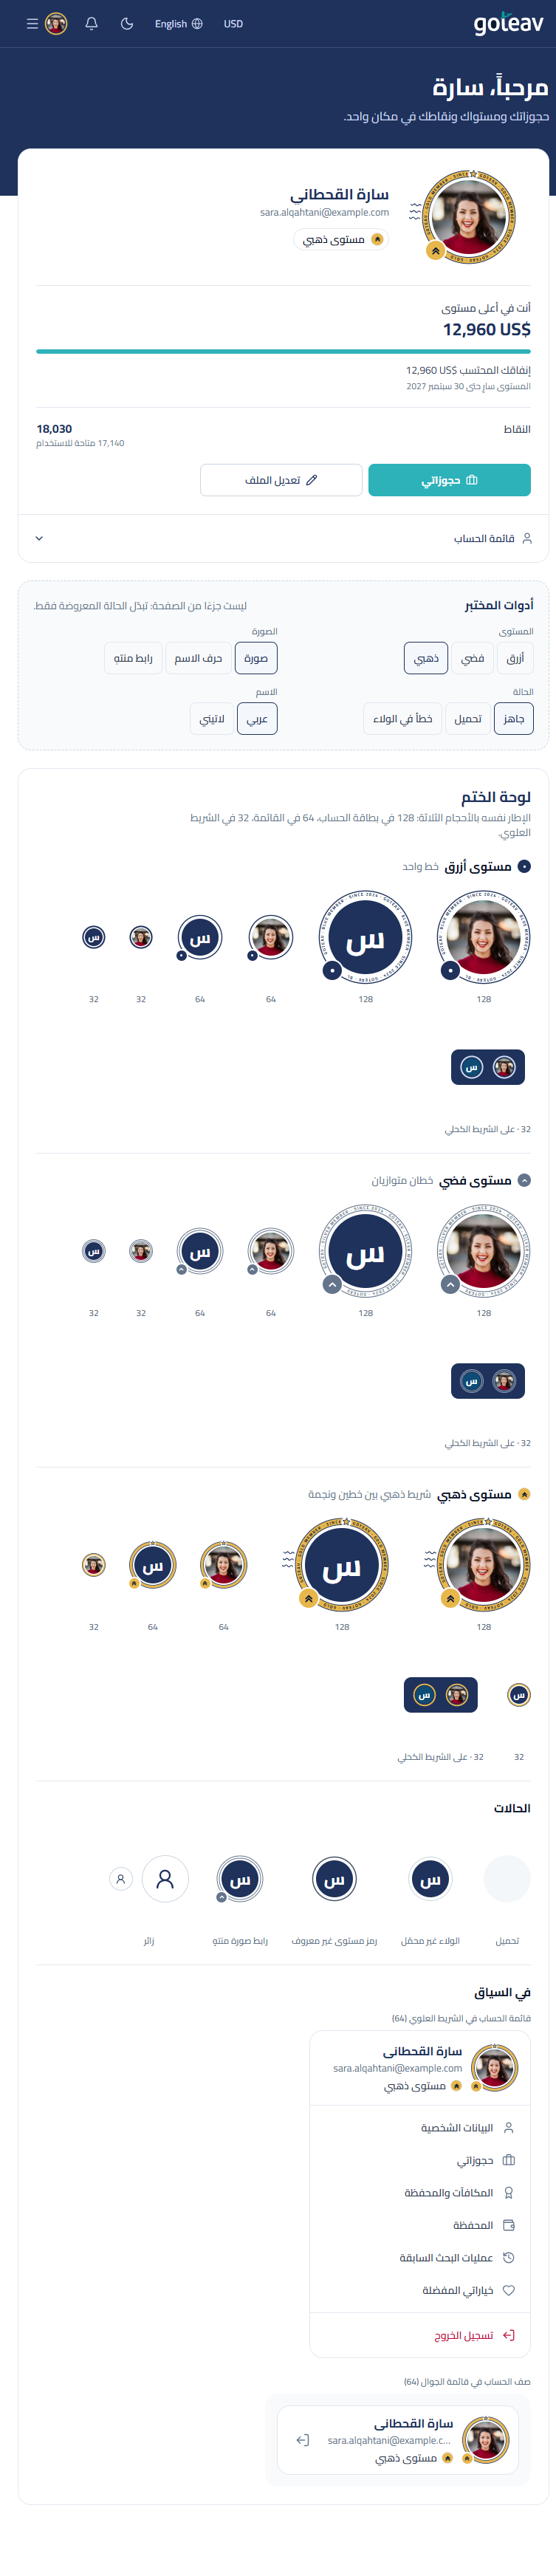 goteav
USD
English
مرحباً، سارة
حجوزاتك ومستواك ونقاطك في مكان واحد.
سارة القحطاني
sara.alqahtani@example.com
مستوى ذهبي
أنت في أعلى مستوى
12,960 US$
إنفاقك المحتسب US$ 12,960
المستوى سارٍ حتى 30 سبتمبر 2027
النقاط
18,030
17,140 متاحة للاستخدام
حجوزاتي
تعديل الملف
قائمة الحساب
أدوات المختبر
ليست جزءًا من الصفحة: تبدّل الحالة المعروضة فقط.
المستوى
أزرق
فضي
ذهبي
الصورة
صورة
حرف الاسم
رابط منتهٍ
الحالة
جاهز
تحميل
خطأ في الولاء
الاسم
عربي
لاتيني
لوحة الختم
الإطار نفسه بالأحجام الثلاثة: 128 في بطاقة الحساب، 64 في القائمة، 32 في الشريط
العلوي.
مستوى أزرق
خط واحد
س
س
س
128
128
64
64
32
32
س
32 · على الشريط الكحلي
مستوى فضي
خطان متوازيان
س
س
س
128
128
64
64
32
32
س
32 · على الشريط الكحلي
مستوى ذهبي
شريط ذهبي بين خطين ونجمة
س
س
128
128
64
64
32
س
س
32
32 · على الشريط الكحلي
الحالات
س
س
س
تحميل
الولاء غير محمّل
رمز مستوى غير معروف
رابط صورة منتهٍ
زائر
في السياق
قائمة الحساب في الشريط العلوي (64)
سارة القحطاني
sara.alqahtani@example.com
مستوى ذهبي
البيانات الشخصية
حجوزاتي
المكافآت والمحفظة
المحفظة
عمليات البحث السابقة
خياراتي المفضلة
تسجيل الخروج
صف الحساب في قائمة الجوال (64)
سارة القحطاني
sara.alqahtani@example.c...
مستوى ذهبي